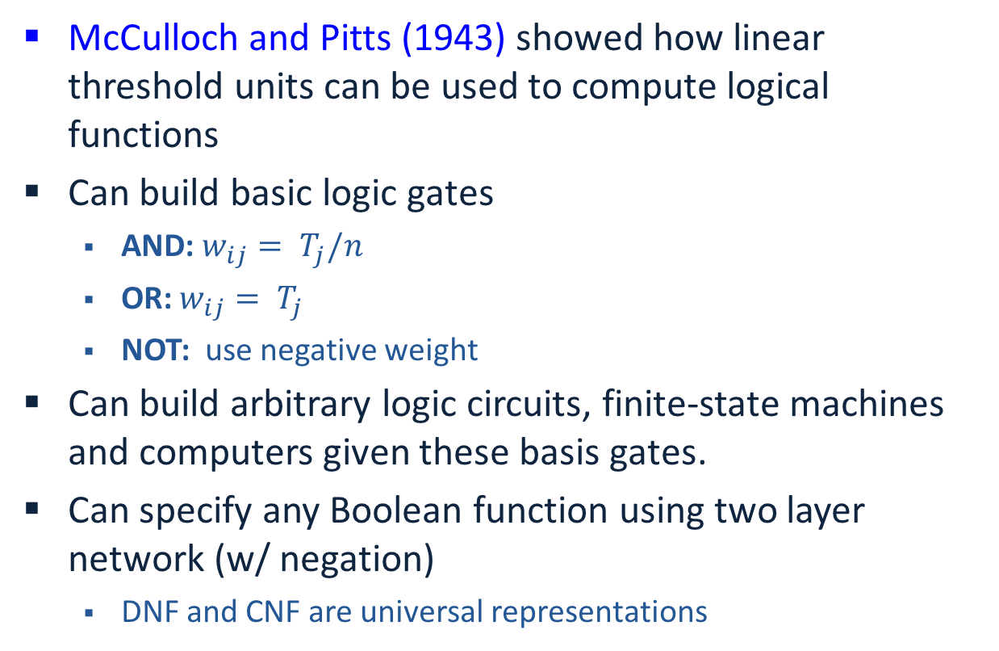 ▪ McCulloch and Pitts (1943) showed how linear
threshold units can be used to compute logical
functions
▪ Can build basic logic gates
▪ AND: w_{ij} = T_j/n
▪ OR: w_{ij} = T_j
▪ NOT: use negative weight
▪ Can build arbitrary logic circuits, finite-state machines
and computers given these basis gates.
▪ Can specify any Boolean function using two layer
network (w/ negation)
▪ DNF and CNF are universal representations